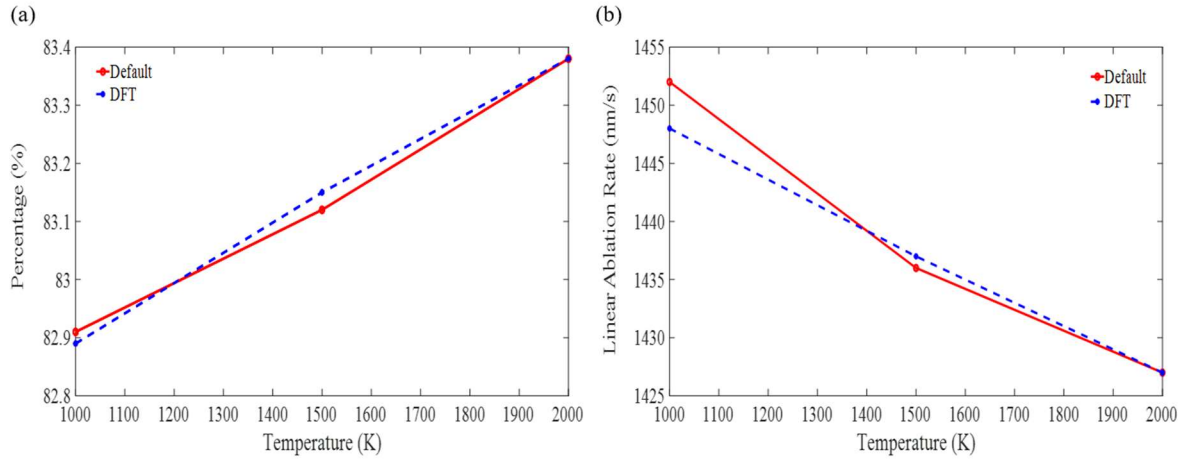 (a)
Percentage (%)
83.4
83.3
83.2
83.1
83
82.9
82.8
Default
DFT
1000 1100 1200 1300 1400 1500 1600 1700 1800 1900 2000
Temperature (K)
(b)
Linear Ablation Rate (nm/s)
1455
1450
1445
1440
1435
1430
1425
Default
DFT
1000 1100 1200 1300 1400 1500 1600 1700 1800 1900 2000
Temperature (K)